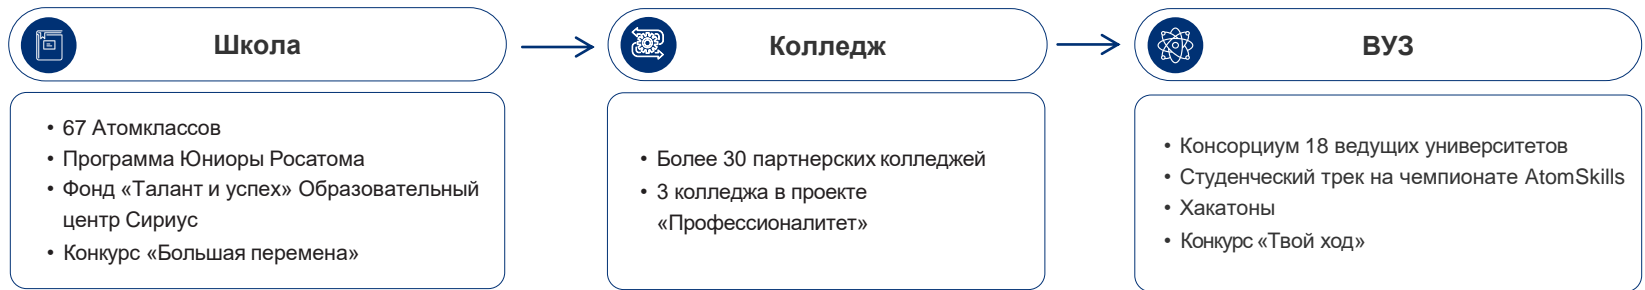 Школа
• 67 Атомклассов
• Программа Юниоры Росатома
• Фонд «Талант и успех» Образовательный
центр Сириус
• Конкурс «Большая перемена»
Колледж
• Более 30 партнерских колледжей
• 3 колледжа в проекте
«Профессионалитет»
ВУЗ
• Консорциум 18 ведущих университетов
• Студенческий трек на чемпионате AtomSkills
• Хакатоны
• Конкурс «Твой ход»